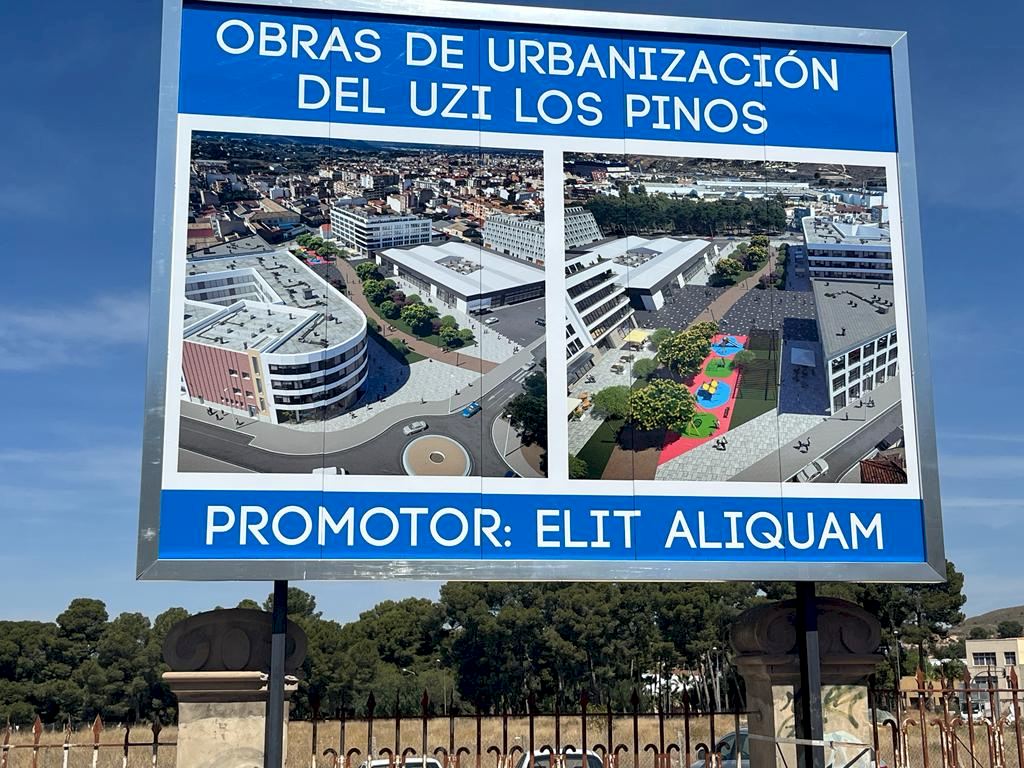 OBRAS DE URBANIZACIÓN
DEL UZI LOS PINOS
PROMOTOR: ELIT ALIQUAM